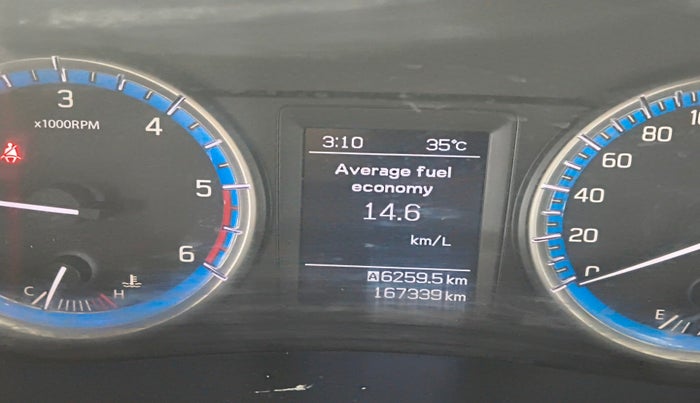 3
x1000RPM
4
5
6
C
H
3:10 35°C
Average fuel
economy
14.6
km/L
A 6259.5 km
167339 km
80
60
40
20
0
E